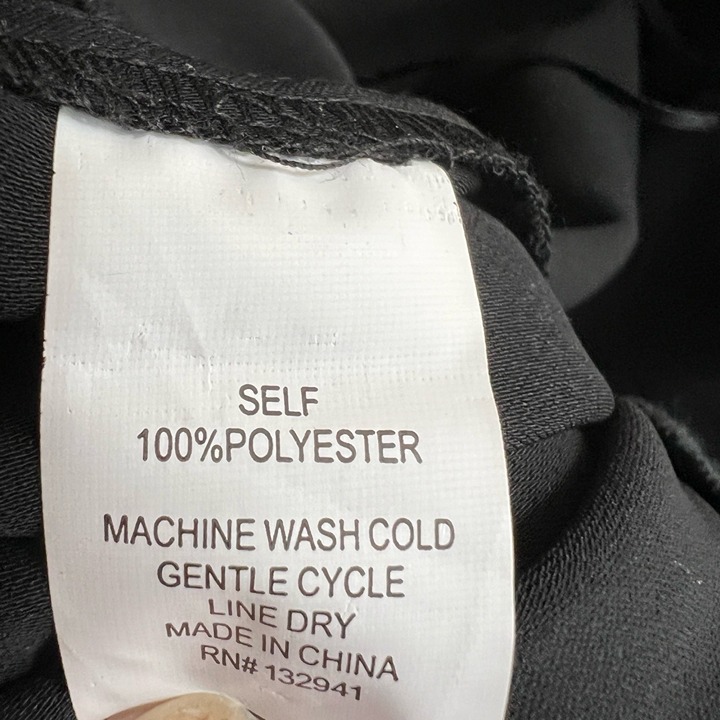 SELF
100%POLYESTER
MACHINE WASH COLD
GENTLE CYCLE
LINE DRY
MADE IN CHINA
RN# 132941